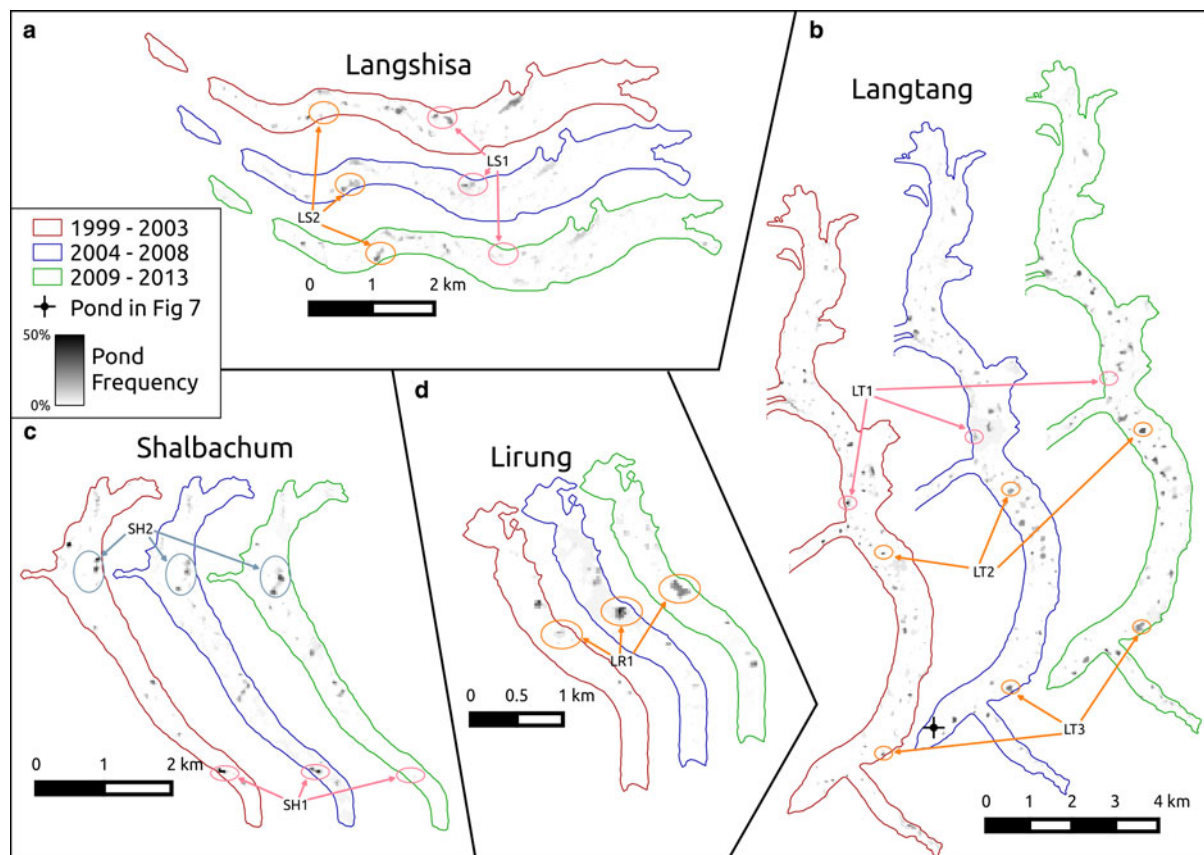 a
Langshisa
LS1
LS2
0 1 2 km
b
Langtang
LT1
LT2
LT3
0 1 2 3 4 km
1999 - 2003
2004 - 2008
2009 - 2013
Pond in Fig 7
50%
Pond
Frequency
0%
c
Shalbachum
SH2
SH1
0 1 2 km
d
Lirung
LR1
0 0.5 1 km